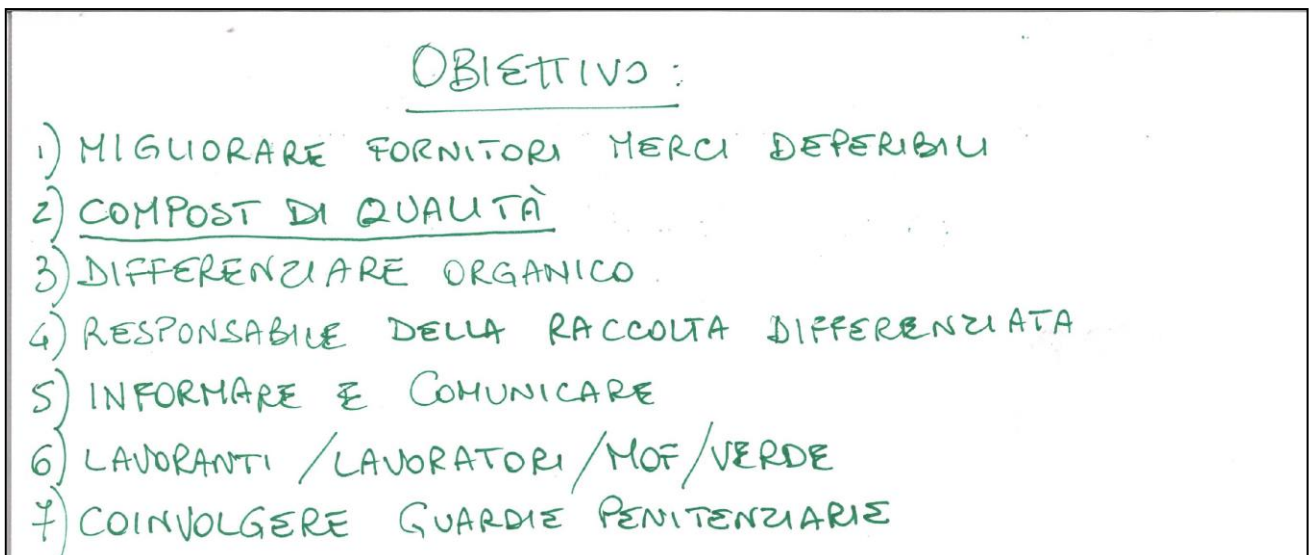 OBIETTIVO:
1) MIGLIORARE FORNITORI MERCI DEPERIBILI
2) COMPOST DI QUALITÀ
3) DIFFERENZIARE ORGANICO
4) RESPONSABILE DELLA RACCOLTA DIFFERENZIATA
5) INFORMARE E COMUNICARE
6) LAVORANTI/LAVORATORI/MOF/VERDE
7) COINVOLGERE GUARDIE PENITENZIARIE